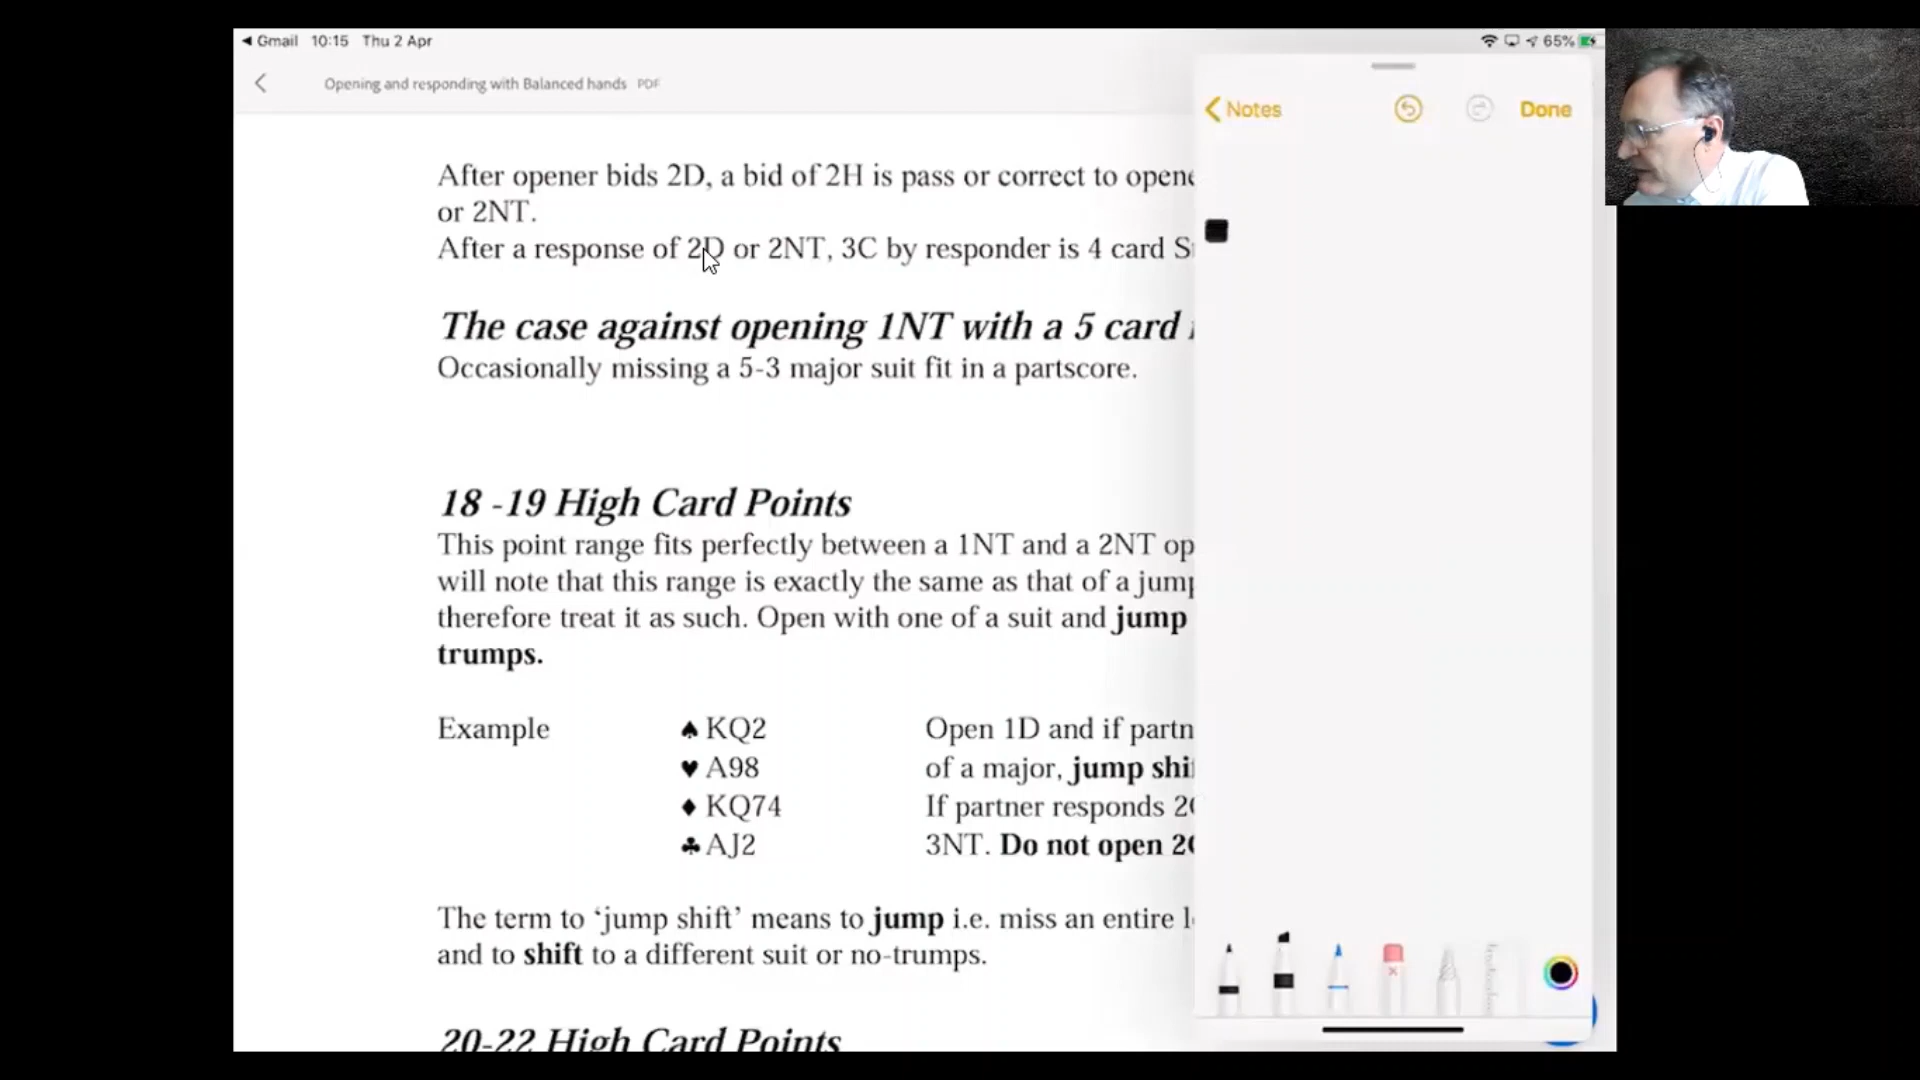 Gmail 10:15 Thu 2 Apr
65%
Opening and responding with Balanced hands PDF
Notes
Done
After opener bids 2D, a bid of 2H is pass or correct to
or 2NT.
After a response of 2D or 2NT, 3C by responder is 4 card
The case against opening 1NT with a 5 card
Occasionally missing a 5-3 major suit fit in a partscore.
18 -19 High Card Points
This point range fits perfectly between a 1NT and a 2NT
will note that this range is exactly the same as that of a
therefore treat it as such. Open with one of a suit and jump
trumps.
Example ♠ KQ2 Open 1D and if
♥ A98 of a major, jump
♦ KQ74 If partner responds
♣ AJ2 3NT. Do not open
The term to ‘jump shift’ means to jump i.e. miss an entire
and to shift to a different suit or no-trumps.
20-22 High Card Points